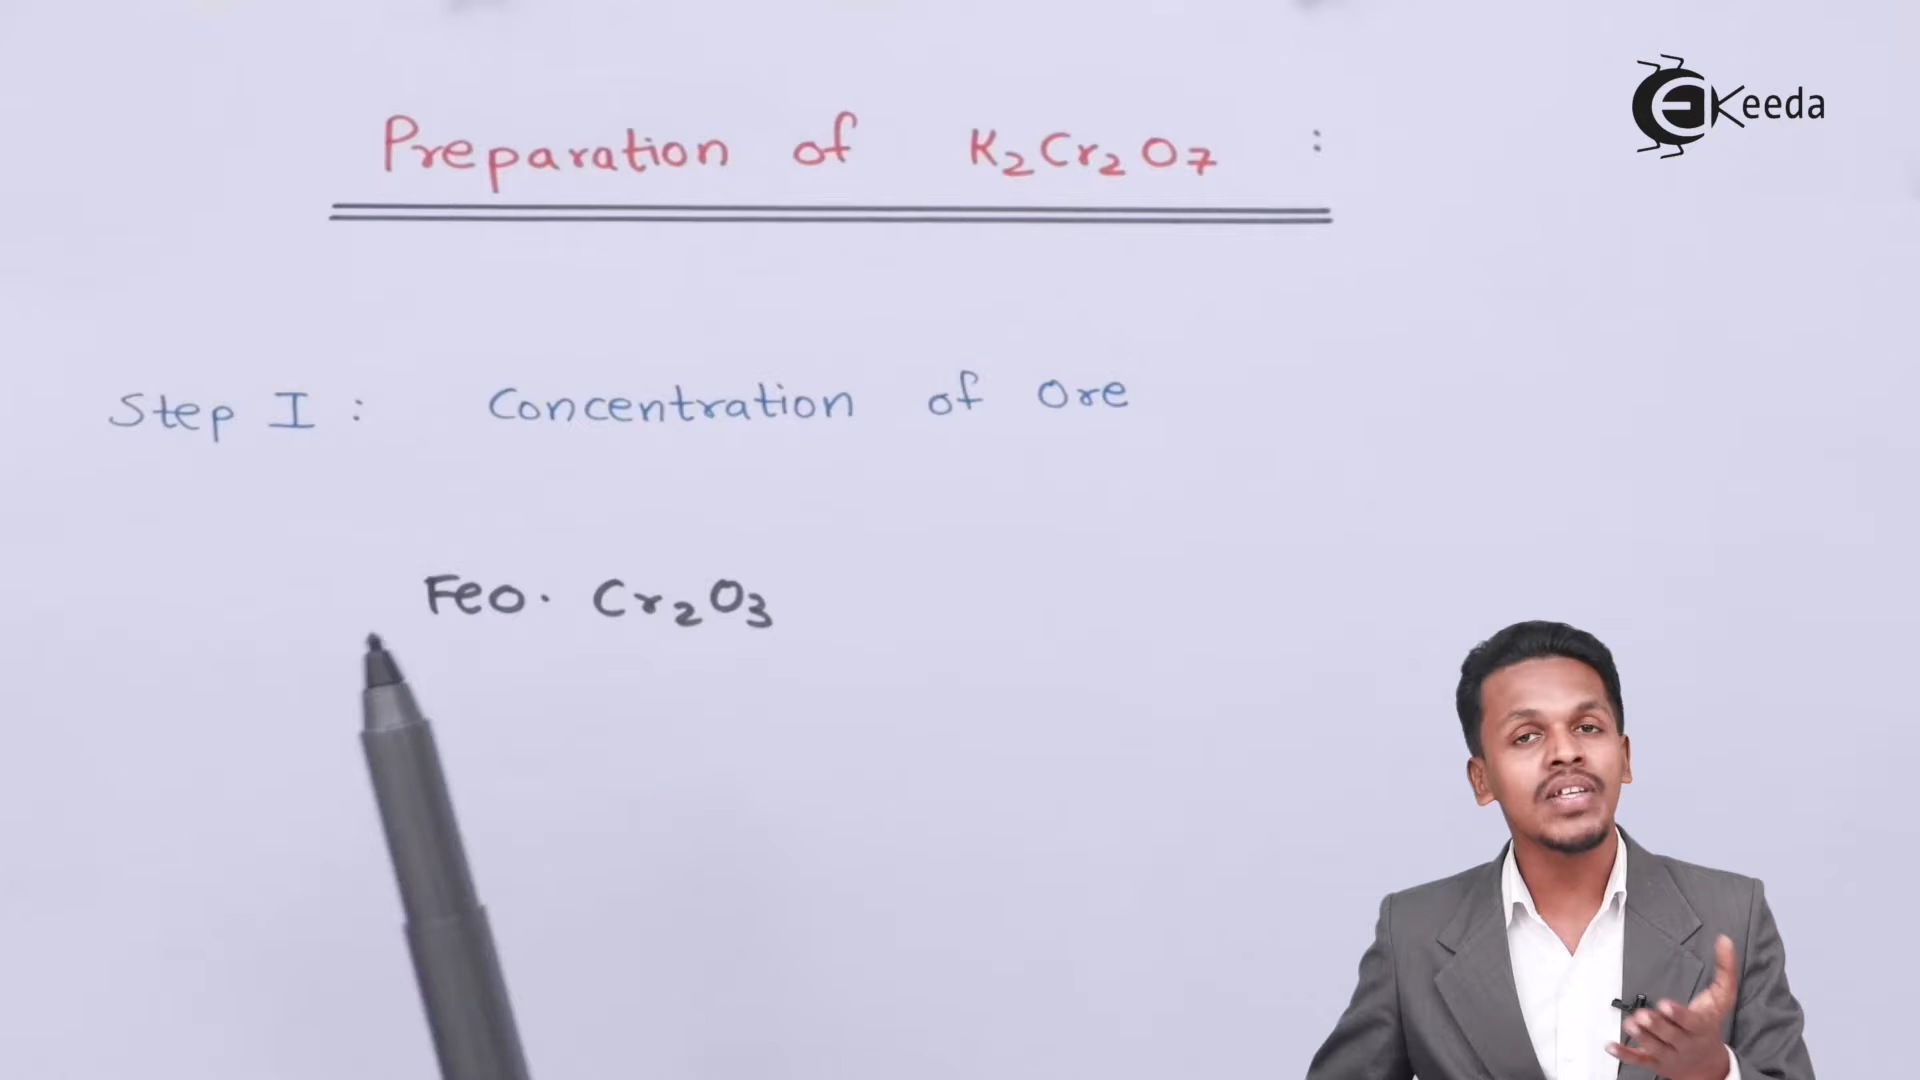 Preparation of K₂Cr₂O₇ :
EKeeda
Step I : Concentration of Ore
FeO · Cr₂O₃